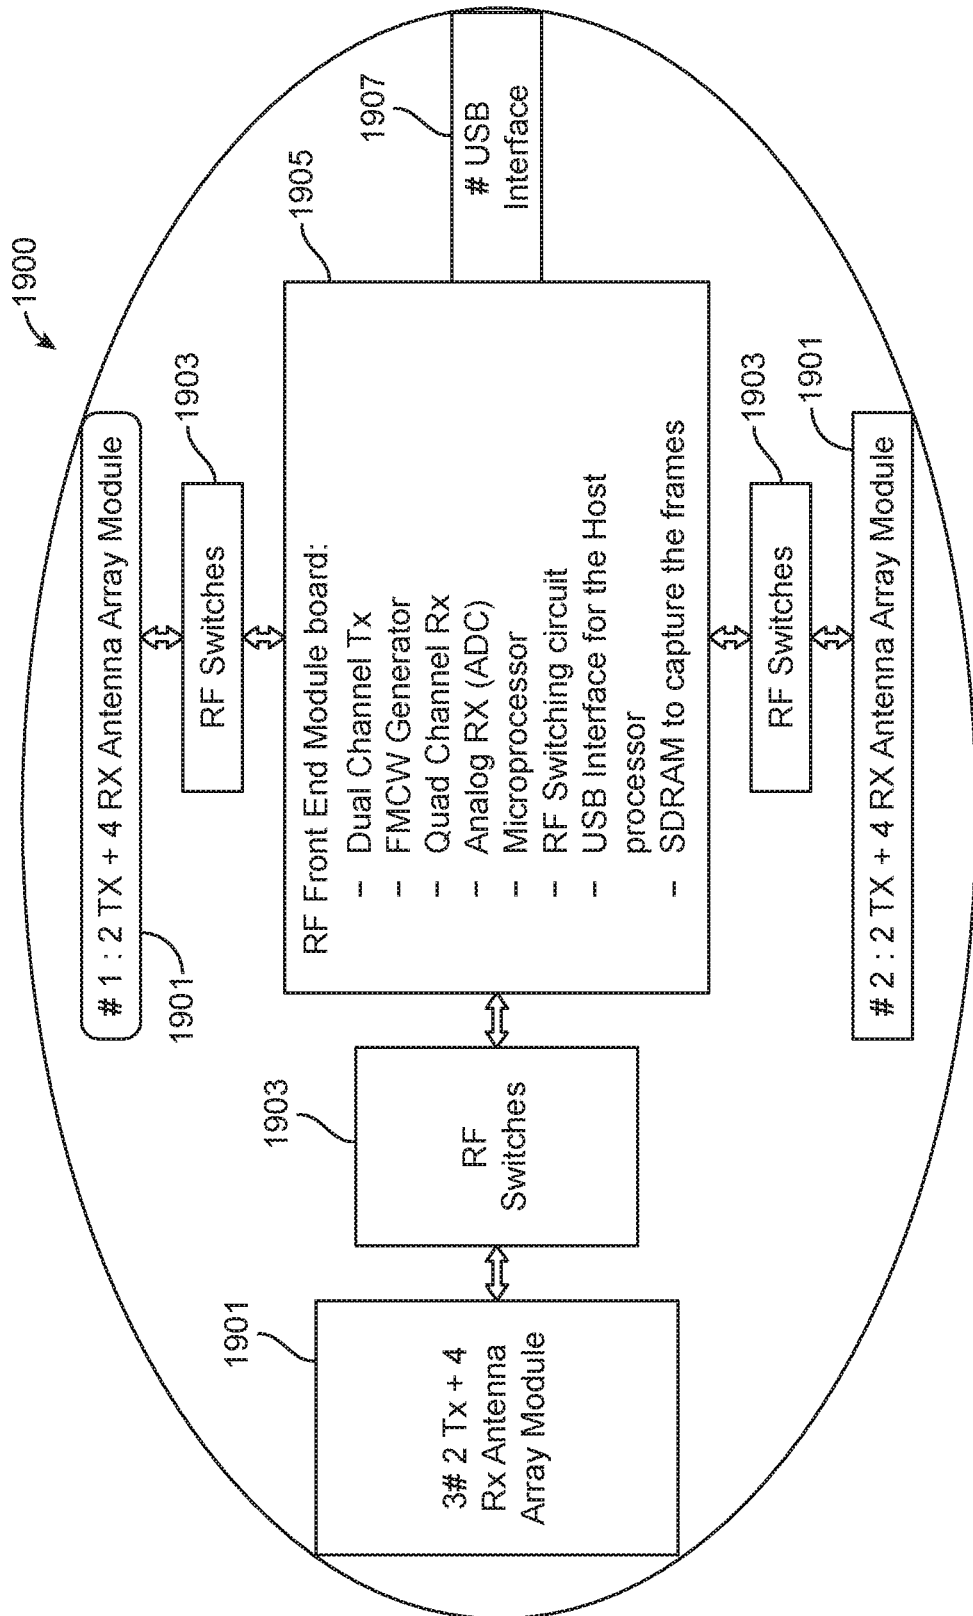 1900
# 1 : 2 TX + 4 RX Antenna Array Module
1901
RF Switches
1903
3# 2 Tx + 4
Rx Antenna
Array Module
1901
RF
Switches
1903
RF Front End Module board:
- Dual Channel Tx
- FMCW Generator
- Quad Channel Rx
- Analog RX (ADC)
- Microprocessor
- RF Switching circuit
- USB Interface for the Host
processor
- SDRAM to capture the frames
1905
# USB
Interface
1907
RF Switches
1903
# 2 : 2 TX + 4 RX Antenna Array Module
1901